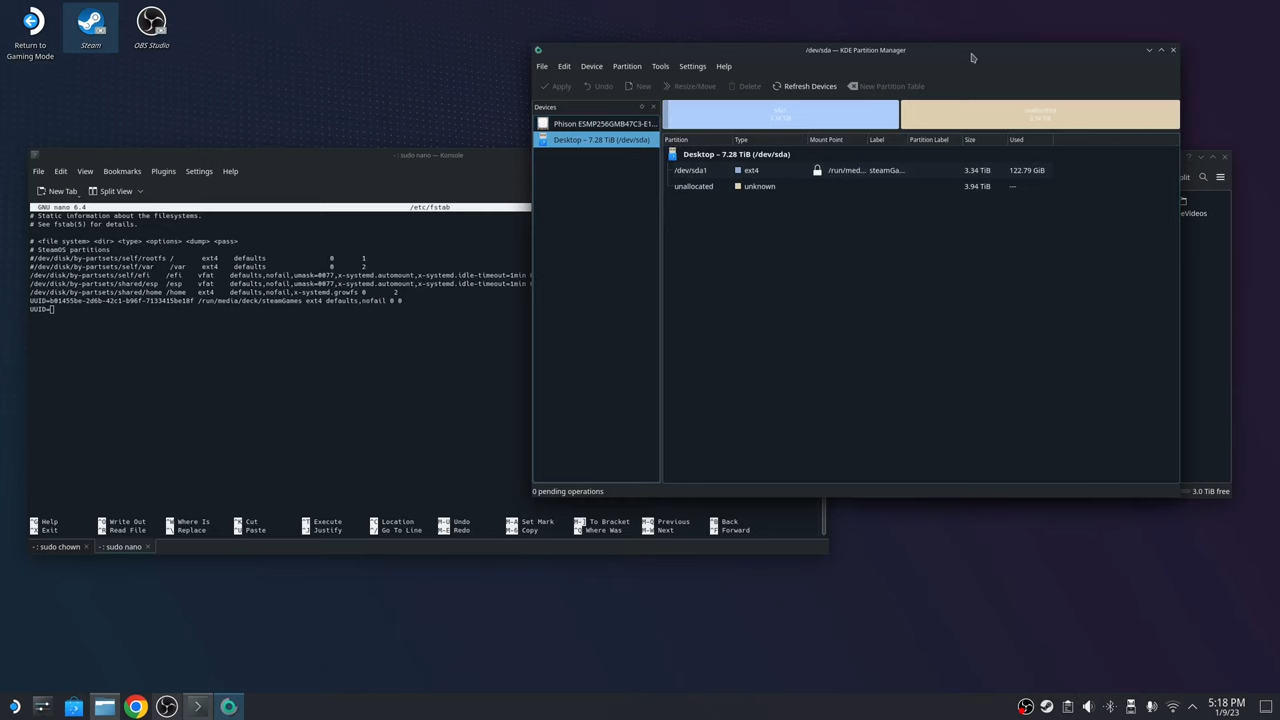 Return to
Gaming Mode
Steam
OBS Studio
/dev/sda — KDE Partition Manager
File Edit Device Partition Tools Settings Help
Apply Undo New Resize/Move Delete Refresh Devices New Partition Table
Devices
Phison ESMP256GMB47C3-E1...
Desktop – 7.28 TiB (/dev/sda)
Partition Type Mount Point Label Partition Label Size Used
Desktop – 7.28 TiB (/dev/sda)
/dev/sda1 ext4 /run/med... steamGa... 3.34 TiB 122.79 GiB
unallocated unknown 3.94 TiB ---
0 pending operations
- : sudo nano — Konsole
File Edit View Bookmarks Plugins Settings Help
New Tab Split View
GNU nano 6.4 /etc/fstab
# Static information about the filesystems.
# See fstab(5) for details.
# <file system> <dir> <type> <options> <dump> <pass>
# SteamOS partitions
#/dev/disk/by-partsets/self/rootfs / ext4 defaults 0 1
#/dev/disk/by-partsets/self/var /var ext4 defaults 0 2
/dev/disk/by-partsets/self/efi /efi vfat defaults,nofail,umask=0077,x-systemd.automount,x-systemd.idle-timeout=1min
/dev/disk/by-partsets/shared/esp /esp vfat defaults,nofail,umask=0077,x-systemd.automount,x-systemd.idle-timeout=1min
/dev/disk/by-partsets/shared/home /home ext4 defaults,nofail,x-systemd.growfs 0 2
UUID=b01455be-2d6b-42c1-b96f-7133415be18f /run/media/deck/steamGames ext4 defaults,nofail 0 0
UUID=
^G Help ^O Write Out ^W Where Is ^K Cut ^T Execute ^C Location M-U Undo M-A Set Mark M-] To Bracket M-Q Previous ^B Back
^X Exit ^R Read File ^\ Replace ^U Paste ^J Justify ^/ Go To Line M-E Redo M-6 Copy ^Q Where Was M-W Next ^F Forward
- : sudo chown - : sudo nano
plit
eVideos
3.0 TiB free
5:18 PM
1/9/23